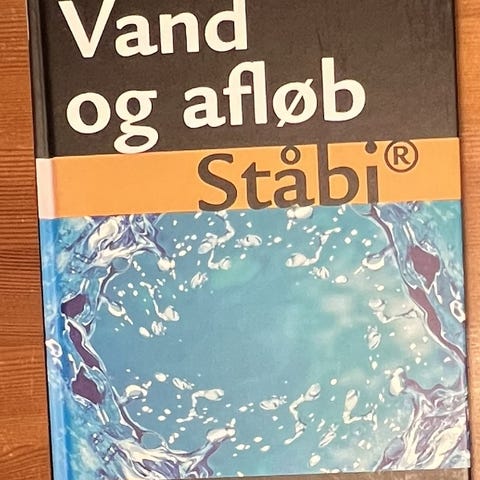 Vand
og afløb
Ståbi®